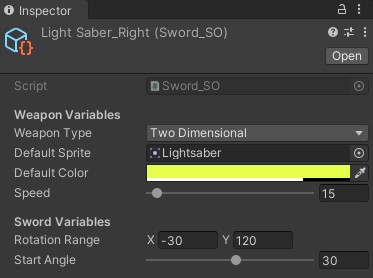 Inspector
Light Saber_Right (Sword_SO)
Open
Script Sword_SO
Weapon Variables
Weapon Type Two Dimensional
Default Sprite Lightsaber
Default Color
Speed 15
Sword Variables
Rotation Range X -30 Y 120
Start Angle 30